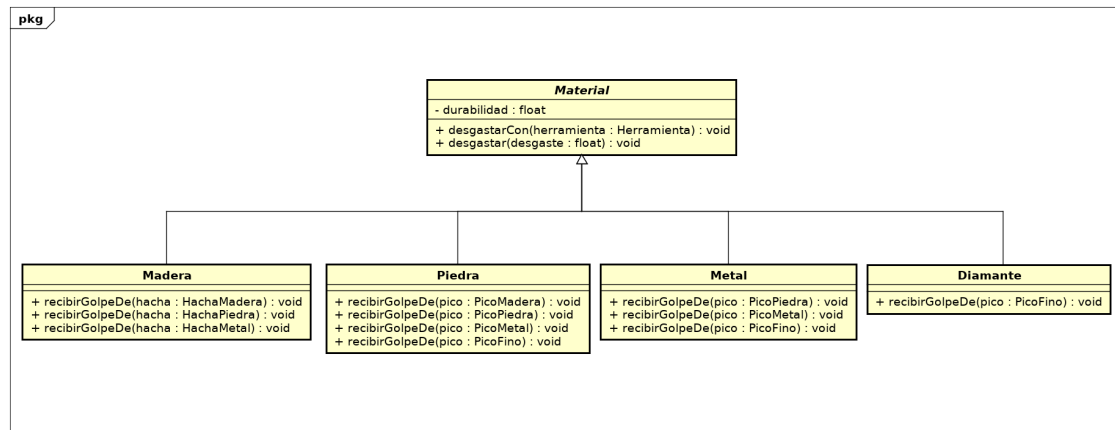 pkg
Material
- durabilidad : float
+ desgastarCon(herramienta : Herramienta) : void
+ desgastar(desgaste : float) : void
Madera
+ recibirGolpeDe(hacha : HachaMadera) : void
+ recibirGolpeDe(hacha : HachaPiedra) : void
+ recibirGolpeDe(hacha : HachaMetal) : void
Piedra
+ recibirGolpeDe(pico : PicoMadera) : void
+ recibirGolpeDe(pico : PicoPiedra) : void
+ recibirGolpeDe(pico : PicoMetal) : void
+ recibirGolpeDe(pico : PicoFino) : void
Metal
+ recibirGolpeDe(pico : PicoPiedra) : void
+ recibirGolpeDe(pico : PicoMetal) : void
+ recibirGolpeDe(pico : PicoFino) : void
Diamante
+ recibirGolpeDe(pico : PicoFino) : void